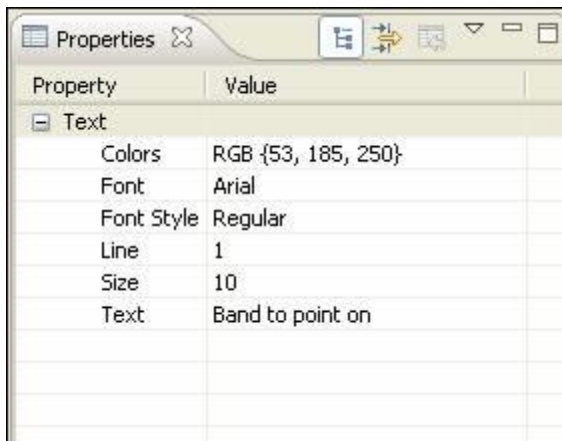 Properties
Property Value
Text
Colors RGB {53, 185, 250}
Font Arial
Font Style Regular
Line 1
Size 10
Text Band to point on